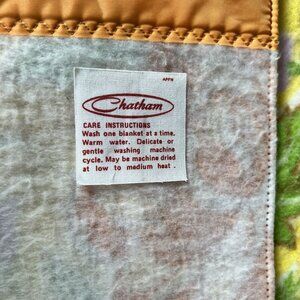 APPN
Chatham
CARE INSTRUCTIONS
Wash one blanket at a time.
Warm water. Delicate or
gentle washing machine
cycle. May be machine dried
at low to medium heat.